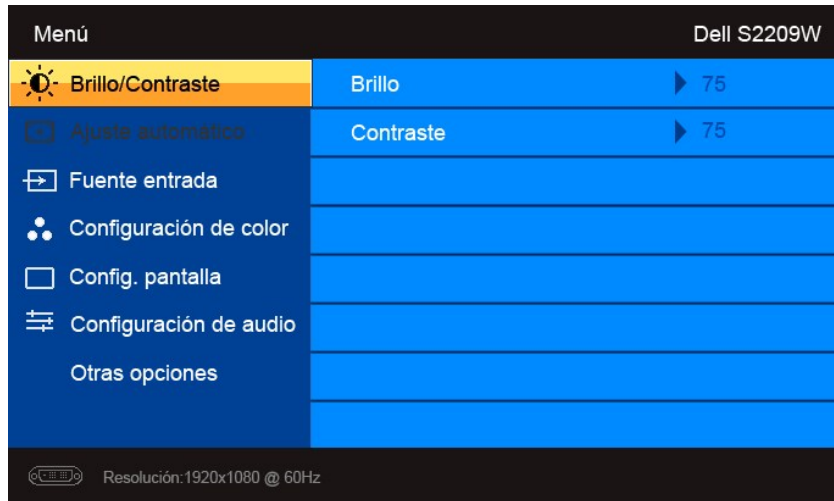 Menú Dell S2209W
Brillo/Contraste Brillo 75
Ajuste automático Contraste 75
Fuente entrada
Configuración de color
Config. pantalla
Configuración de audio
Otras opciones
Resolución:1920x1080 @ 60Hz